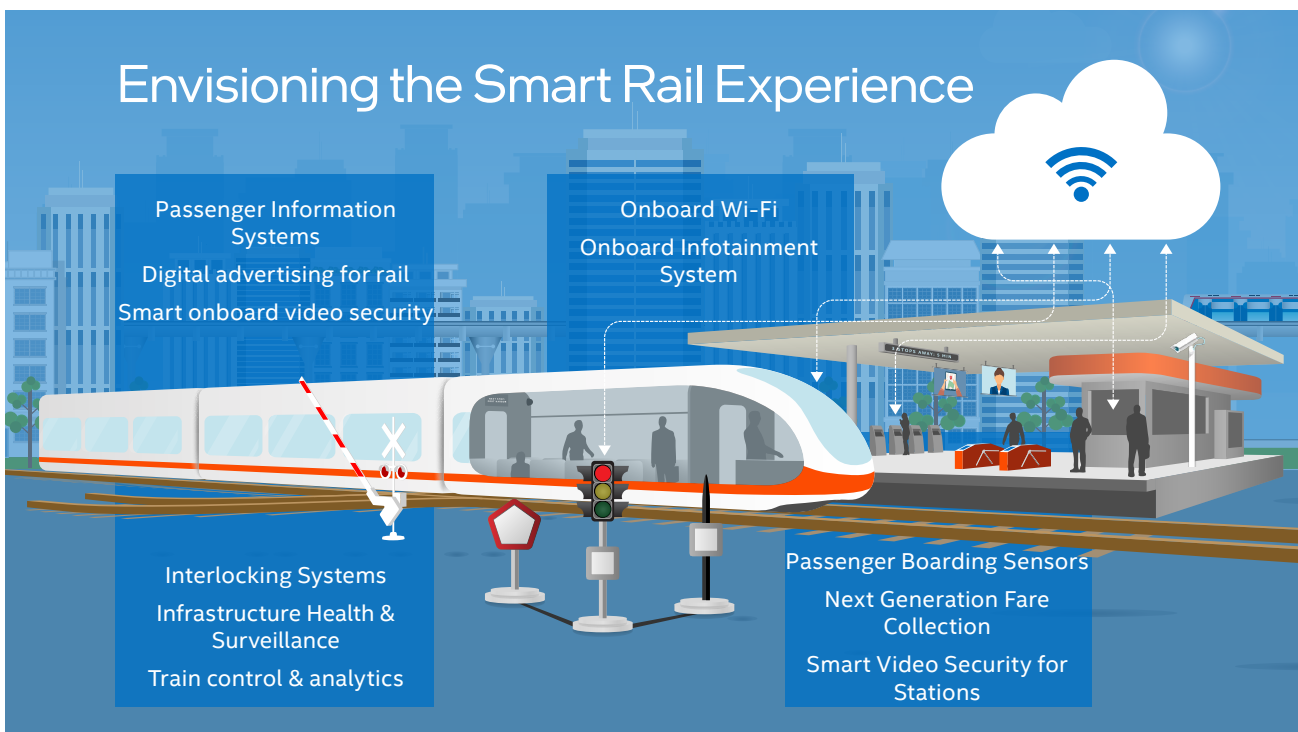 Envisioning the Smart Rail Experience
Passenger Information
Systems
Digital advertising for rail
Smart onboard video security
Onboard Wi-Fi
Onboard Infotainment
System
Interlocking Systems
Infrastructure Health &
Surveillance
Train control & analytics
Passenger Boarding Sensors
Next Generation Fare
Collection
Smart Video Security for
Stations